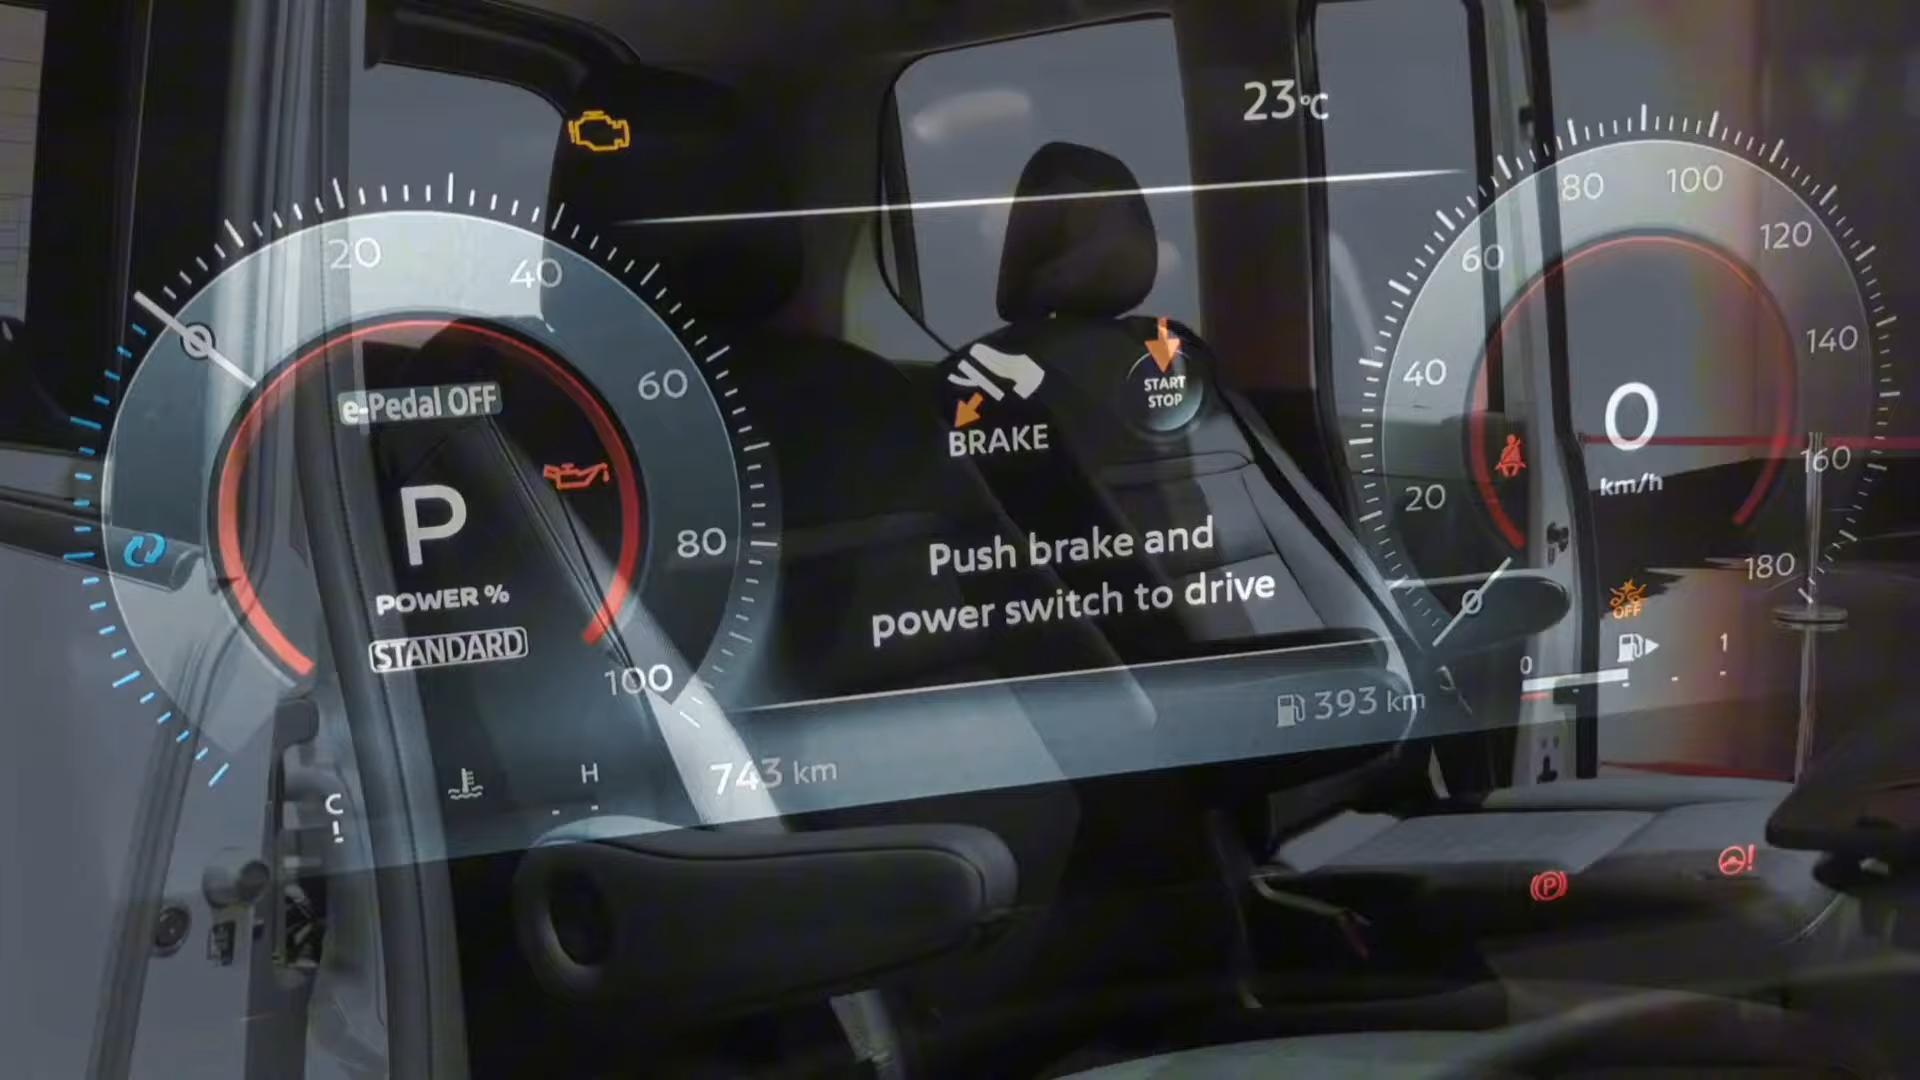 23°C
20
40
60
80
100
0
e-Pedal OFF
P
POWER %
STANDARD
BRAKE
START
STOP
Push brake and
power switch to drive
0
20
40
60
80
100
120
140
160
180
0
km/h
OFF
0
1
393 km
743 km
C
H
P
!